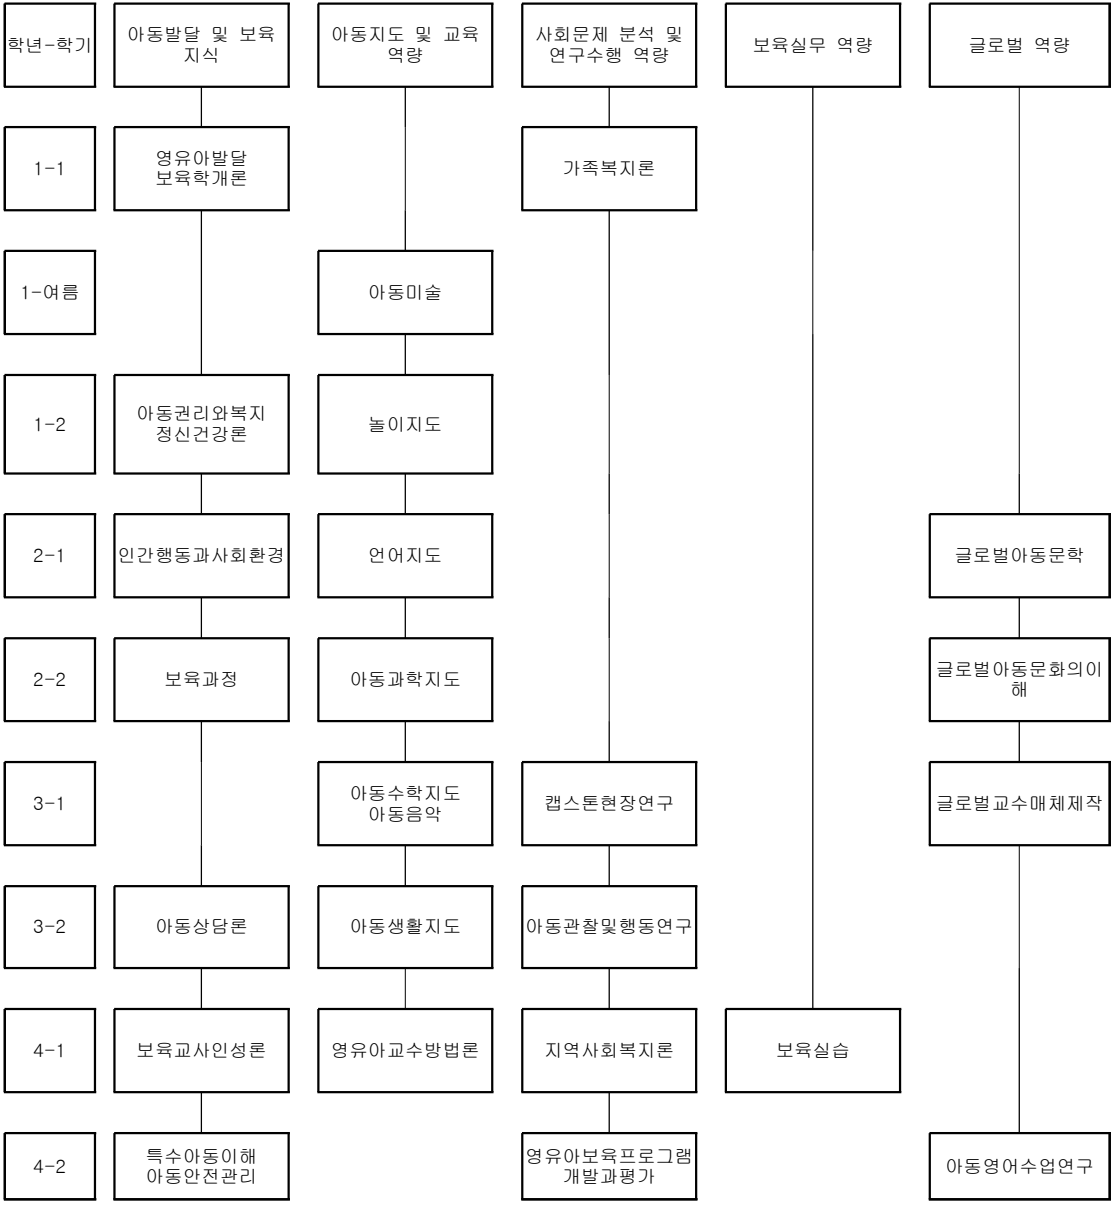 학년-학기
아동발달 및 보육
지식
아동지도 및 교육
역량
사회문제 분석 및
연구수행 역량
보육실무 역량
글로벌 역량
1-1
영유아발달
보육학개론
가족복지론
1-여름
아동미술
1-2
아동권리와복지
정신건강론
놀이지도
2-1
인간행동과사회환경
언어지도
글로벌아동문학
2-2
보육과정
아동과학지도
글로벌아동문화의이
해
3-1
아동수학지도
아동음악
캡스톤현장연구
글로벌교수매체제작
3-2
아동상담론
아동생활지도
아동관찰및행동연구
4-1
보육교사인성론
영유아교수방법론
지역사회복지론
보육실습
4-2
특수아동이해
아동안전관리
영유아보육프로그램
개발과평가
아동영어수업연구